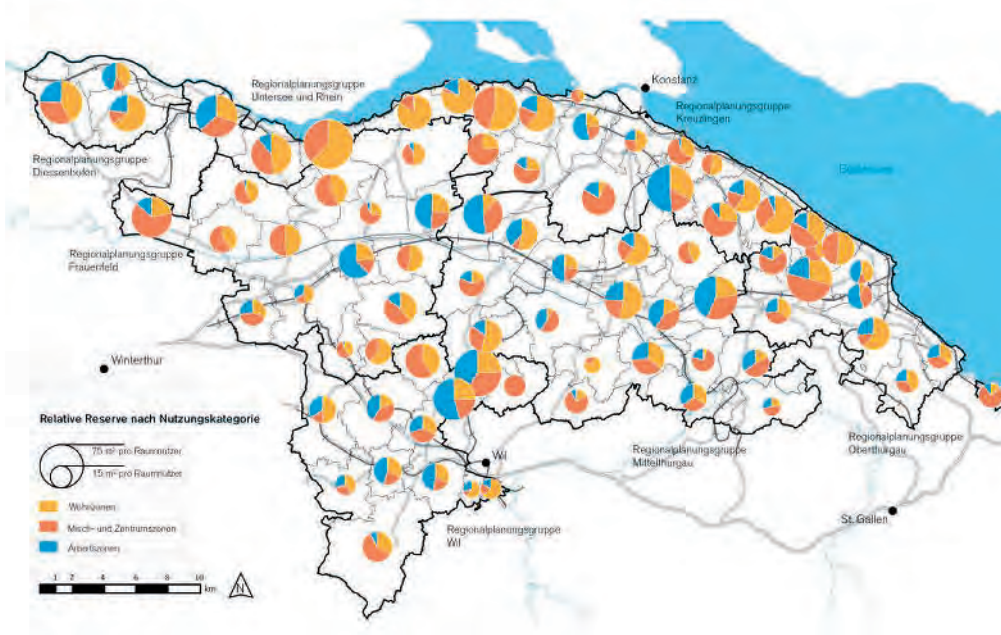 Konstanz
Regionalplanungsgruppe
Untersee und Rhein
Regionalplanungsgruppe
Kreuzlingen
Regionalplanungsgruppe
Diessenhofen
Bodensee
Regionalplanungsgruppe
Frauenfeld
Winterthur
Relative Reserve nach Nutzungskategorie
75 m² pro Raumnutzer
15 m² pro Raumnutzer
Wohnzonen
Misch- und Zentrumszonen
Arbeitszonen
1 2 4 6 8 10
km
N
Wil
Regionalplanungsgruppe
Wil
Regionalplanungsgruppe
Mittelthurgau
Regionalplanungsgruppe
Oberthurgau
St. Gallen